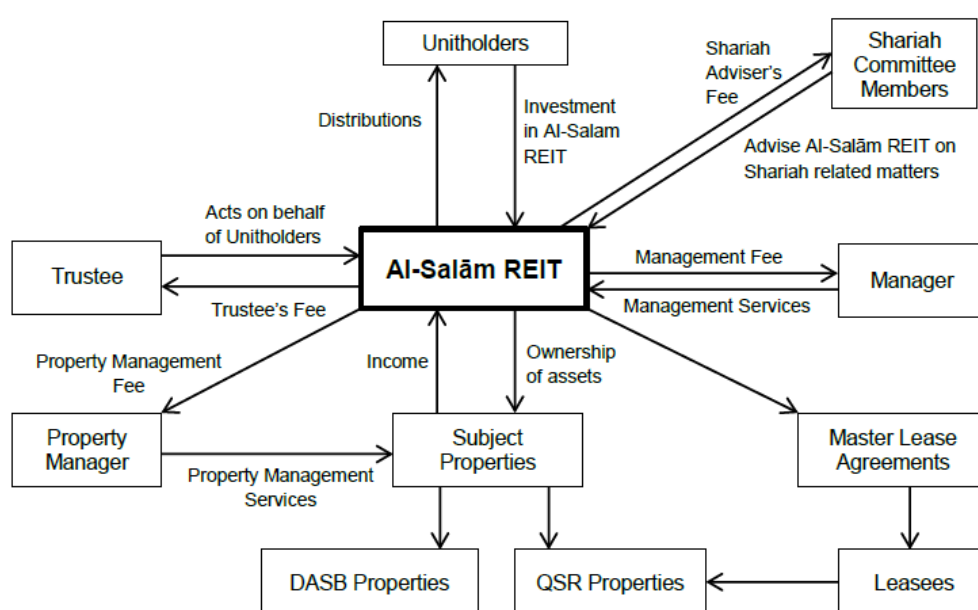 Unitholders
Shariah
Adviser's
Fee
Shariah
Committee
Members
Distributions
Investment
in Al-Salam
REIT
Advise Al-Salām REIT on
Shariah related matters
Acts on behalf
of Unitholders
Trustee
Al-Salām REIT
Management Fee
Manager
Trustee's Fee
Management Services
Property Management
Fee
Income
Ownership
of assets
Property
Manager
Subject
Properties
Master Lease
Agreements
Property Management
Services
DASB Properties
QSR Properties
Leasees